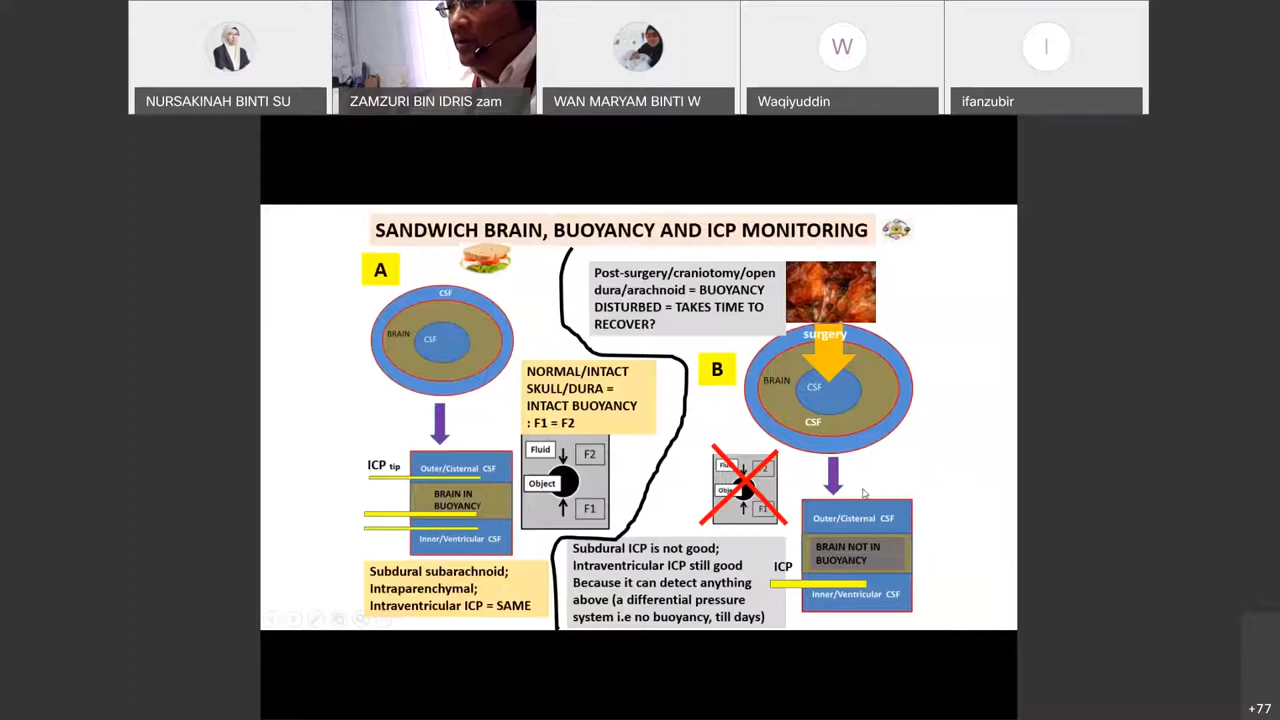 NURSAKINAH BINTI SU
ZAMZURI BIN IDRIS zam
WAN MARYAM BINTI W
W
Waqiyuddin
I
ifanzubir
SANDWICH BRAIN, BUOYANCY AND ICP MONITORING
A
CSF
BRAIN
CSF
NORMAL/INTACT
SKULL/DURA =
INTACT BUOYANCY
: F1 = F2
ICP tip
Outer/Cisternal CSF
BRAIN IN
BUOYANCY
Inner/Ventricular CSF
Fluid
F2
Object
F1
Subdural subarachnoid;
Intraparenchymal;
Intraventricular ICP = SAME
Post-surgery/craniotomy/open
dura/arachnoid = BUOYANCY
DISTURBED = TAKES TIME TO
RECOVER?
B
surgery
BRAIN
CSF
CSF
F1
Outer/Cisternal CSF
BRAIN NOT IN
BUOYANCY
ICP
Inner/Ventricular CSF
Subdural ICP is not good;
Intraventricular ICP still good
Because it can detect anything
above (a differential pressure
system i.e no buoyancy, till days)
+77